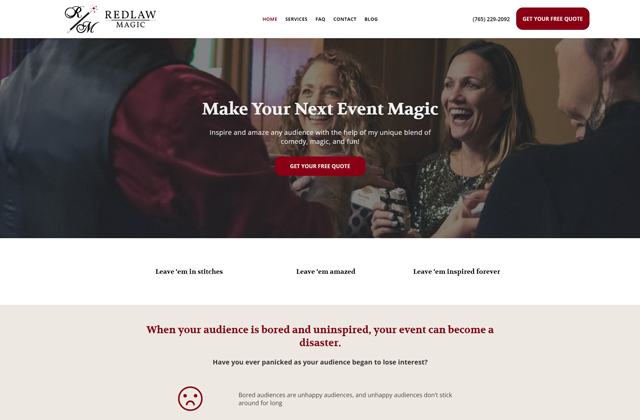 R
M
REDLAW
MAGIC
HOME SERVICES FAQ CONTACT BLOG
(765) 229-2092
GET YOUR FREE QUOTE
Make Your Next Event Magic
Inspire and amaze any audience with the help of my unique blend of
comedy, magic, and fun!
GET YOUR FREE QUOTE
Leave 'em in stitches
Leave 'em amazed
Leave 'em inspired forever
When your audience is bored and uninspired, your event can become a
disaster.
Have you ever panicked as your audience began to lose interest?
Bored audiences are unhappy audiences, and unhappy audiences don't stick
around for long